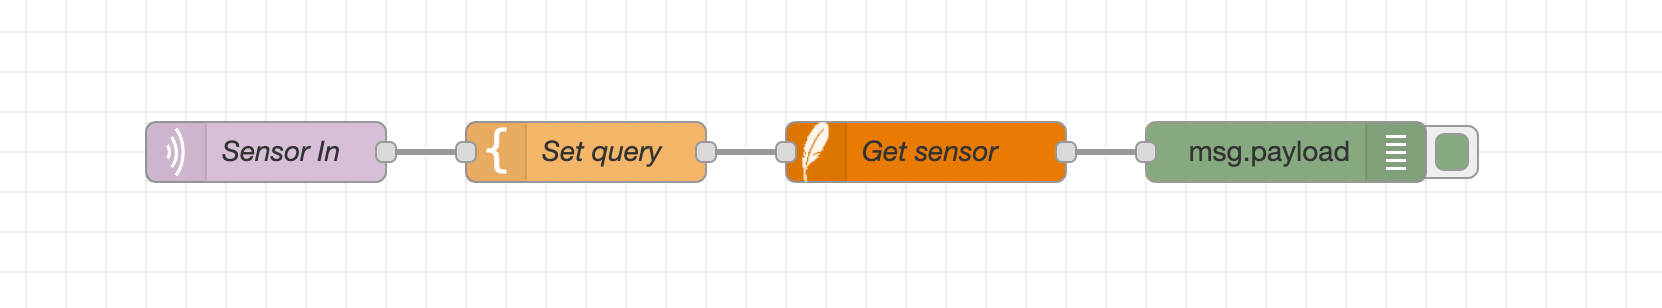 Sensor In
Set query
Get sensor
msg.payload